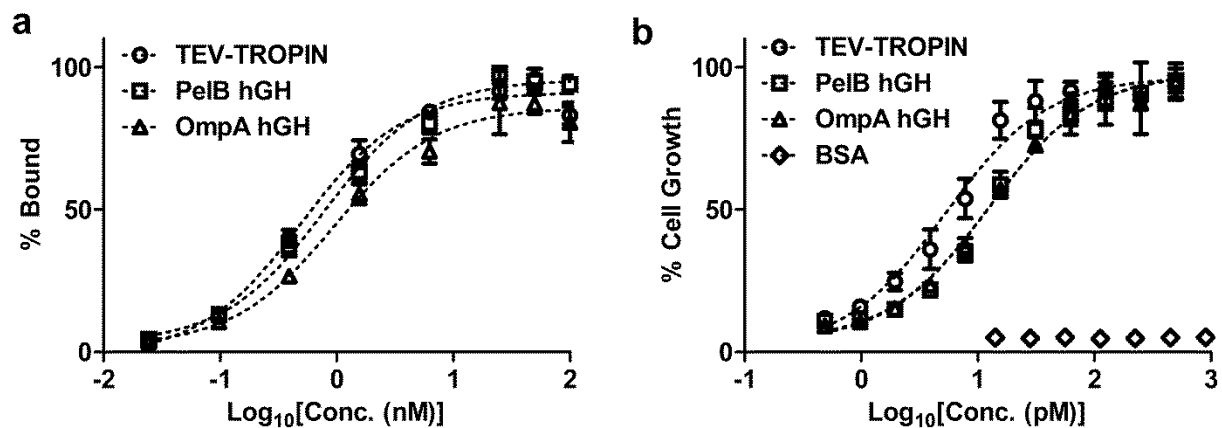 a
TEV-TROPIN
PelB hGH
OmpA hGH
100
50
0
% Bound
-2
-1
0
1
2
Log10[Conc. (nM)]
b
TEV-TROPIN
PelB hGH
OmpA hGH
BSA
100
50
0
% Cell Growth
-1
0
1
2
3
Log10[Conc. (pM)]